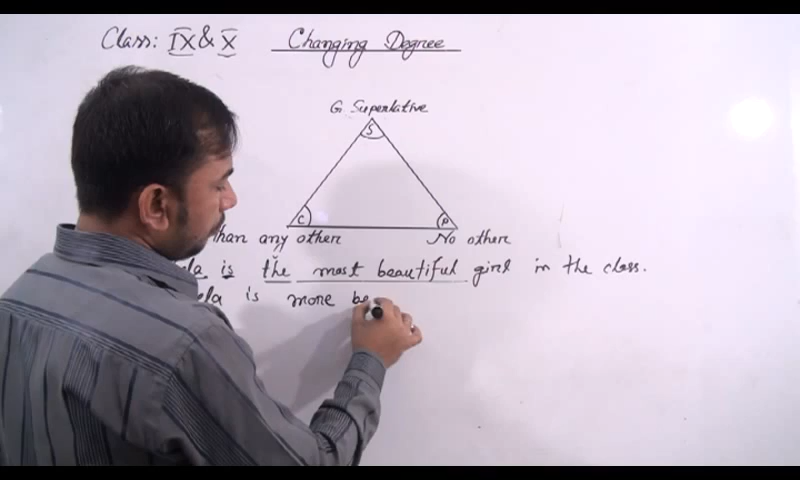 Class: IX & X Changing Degree
G. Superlative
S
C P
than any other No other
is the most beautiful girl in the class.
is more be